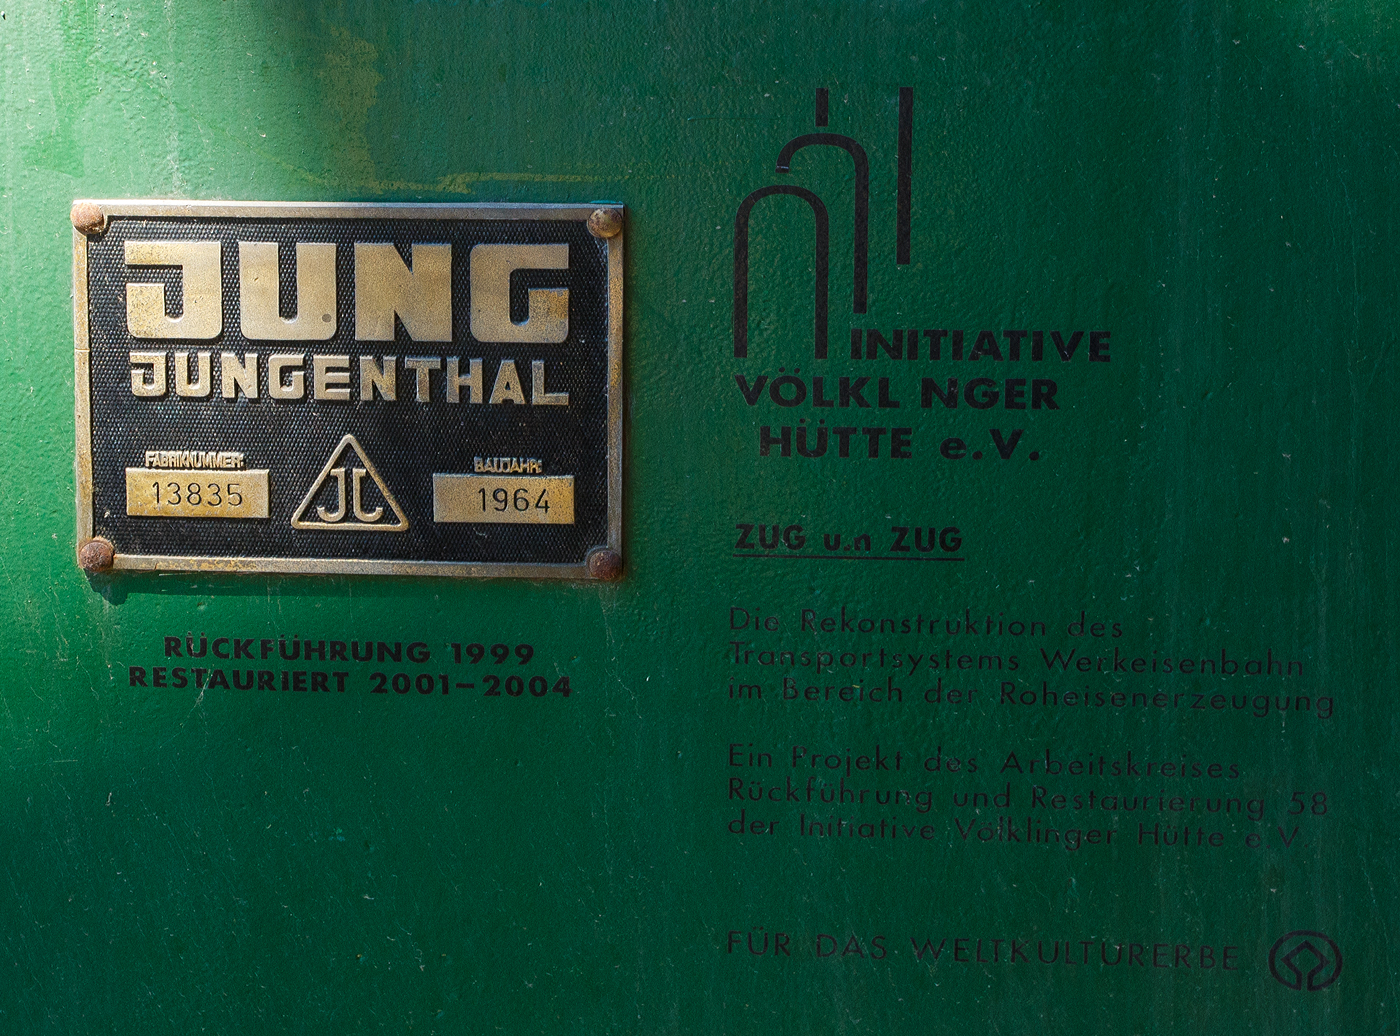 JUNG
JUNGENTHAL
FABRIKNUMMER:
13835
BAUJAHR:
1964
RÜCKFÜHRUNG 1999
RESTAURIERT 2001-2004
INITIATIVE
VÖLKL NGER
HÜTTE e.V.
ZUG u.n ZUG
Die Rekonstruktion des
Transportsystems Werkeisenbahn
im Bereich der Roheisenerzeugung
Ein Projekt des Arbeitskreises
Rückführung und Restaurierung 58
der Initiative Völklinger Hütte e.V.
FÜR DAS WELTKULTURERBE